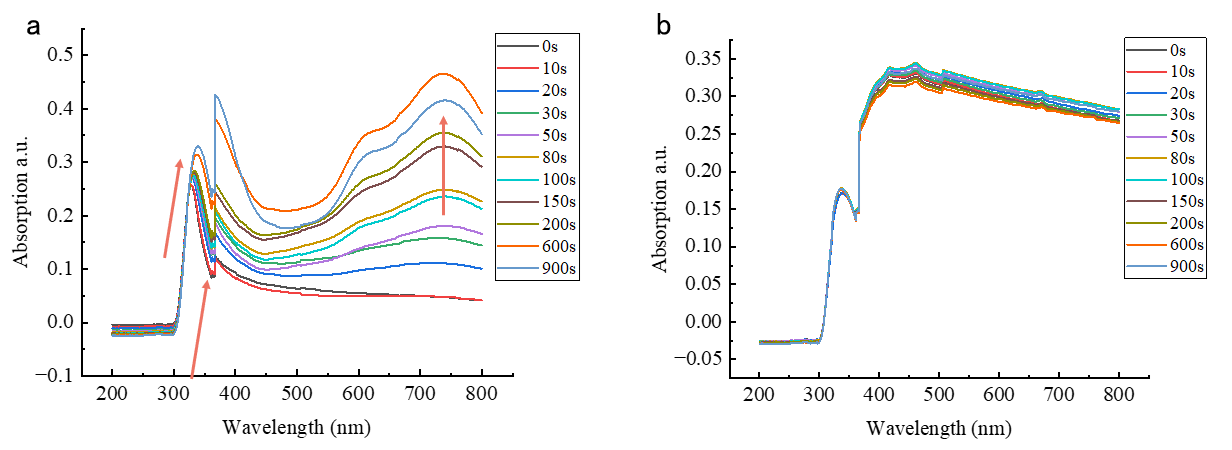 a
Absorption a.u.
0.5
0.4
0.3
0.2
0.1
0.0
−0.1
200 300 400 500 600 700 800
Wavelength (nm)
0s
10s
20s
30s
50s
80s
100s
150s
200s
600s
900s
b
Absorption a.u.
0.35
0.30
0.25
0.20
0.15
0.10
0.05
0.00
−0.05
200 300 400 500 600 700 800
Wavelength (nm)
0s
10s
20s
30s
50s
80s
100s
150s
200s
600s
900s